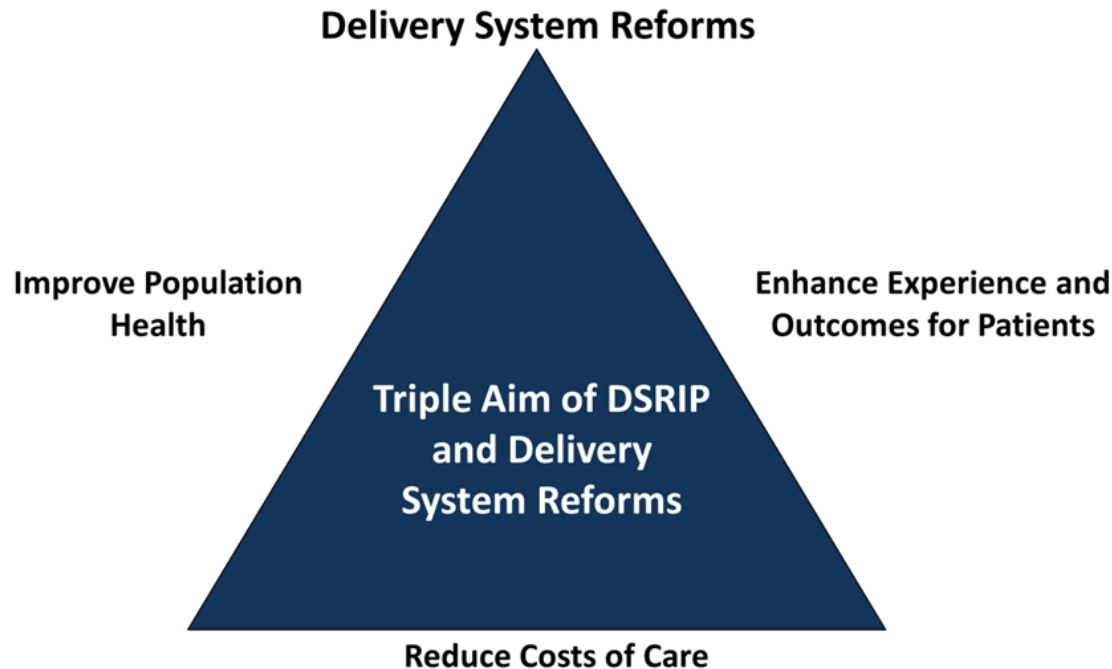 Delivery System Reforms
Improve Population
Health
Enhance Experience and
Outcomes for Patients
Triple Aim of DSRIP
and Delivery
System Reforms
Reduce Costs of Care